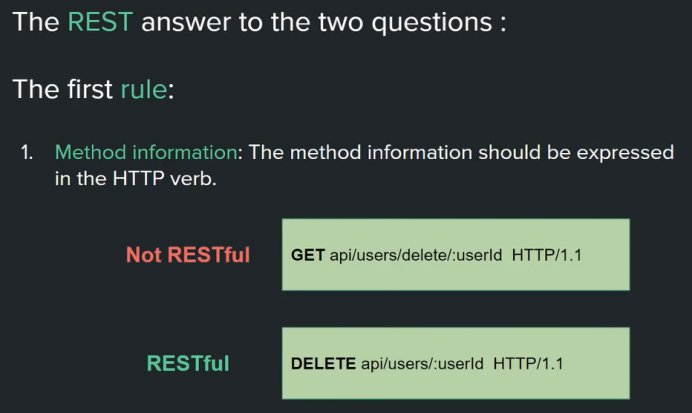 The REST answer to the two questions :
The first rule:
1. Method information: The method information should be expressed
in the HTTP verb.
Not RESTful
GET api/users/delete/:userId HTTP/1.1
RESTful
DELETE api/users/:userId HTTP/1.1